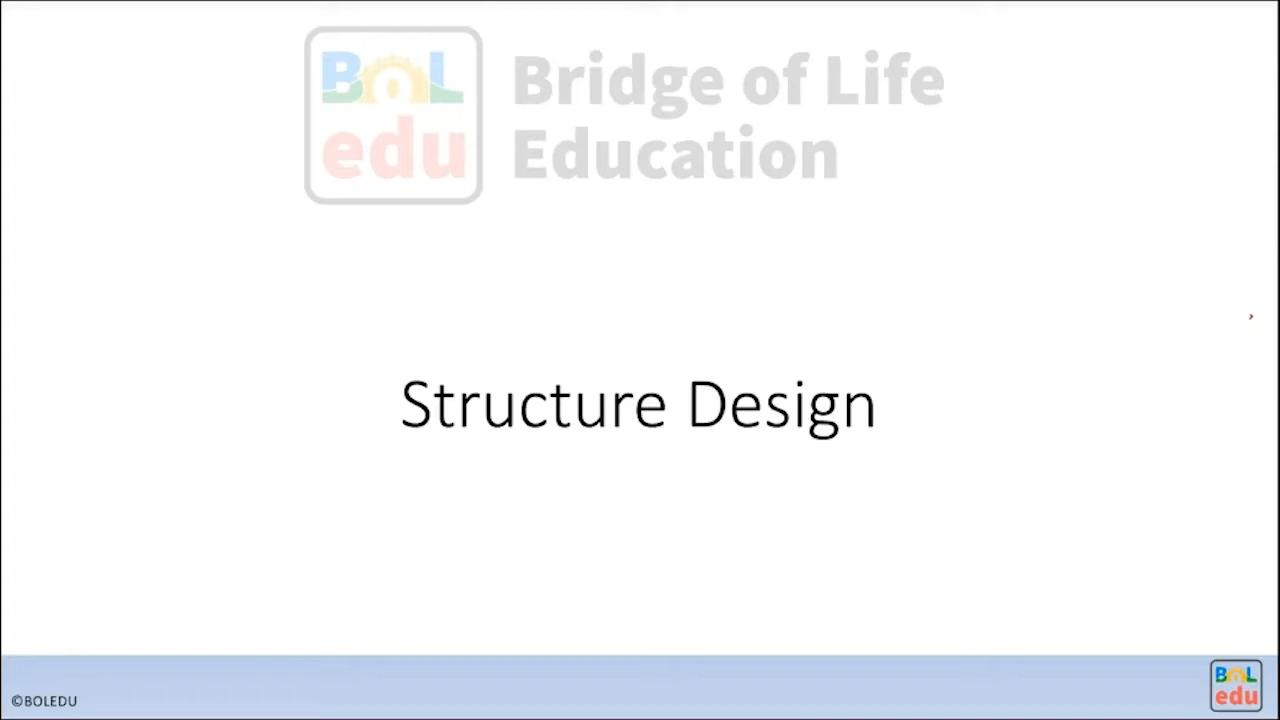 BOL
edu
Bridge of Life
Education
Structure Design
©BOLEDU
BOL
edu